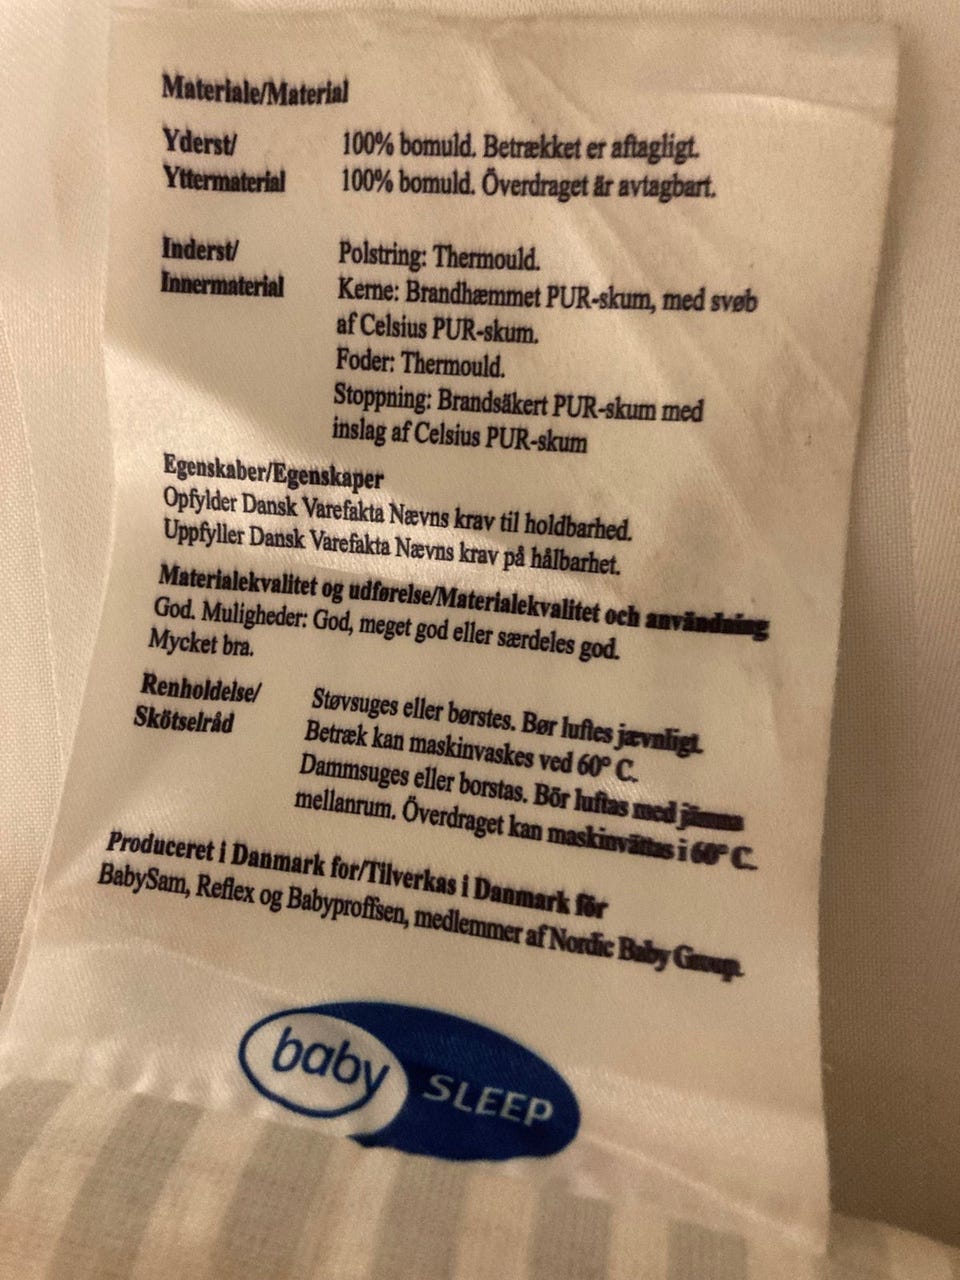 Materiale/Material
Yderst/ 100% bomuld. Betrækket er aftagligt.
Yttermaterial 100% bomuld. Överdraget är avtagbart.
Inderst/ Polstring: Thermould.
Innermaterial Kerne: Brandhæmmet PUR-skum, med svøb
af Celsius PUR-skum.
Foder: Thermould.
Stoppning: Brandsäkert PUR-skum med
inslag af Celsius PUR-skum
Egenskaber/Egenskaper
Opfylder Dansk Varefakta Nævns krav til holdbarhed.
Uppfyller Dansk Varefakta Nævns krav på hålbarhet.
Materialekvalitet og udførelse/Materialekvalitet och användning
God. Muligheder: God, meget god eller særdeles god.
Mycket bra.
Renholdelse/ Støvsuges eller børstes. Bør luftes jævnligt.
Skötselråd Betræk kan maskinvaskes ved 60° C.
Dammsuges eller borstas. Bör luftas med jämna
mellanrum. Överdraget kan maskinvättas i 60° C.
Produceret i Danmark for/Tilverkas i Danmark för
BabySam, Reflex og Babyproffsen, medlemmer af Nordic Baby Group.
baby SLEEP